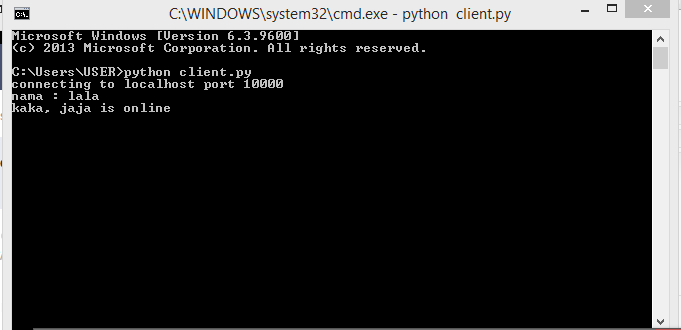 C:\WINDOWS\system32\cmd.exe - python client.py
Microsoft Windows [Version 6.3.9600]
(c) 2013 Microsoft Corporation. All rights reserved.
C:\Users\USER>python client.py
connecting to localhost port 10000
nama : lala
kaka, jaja is online